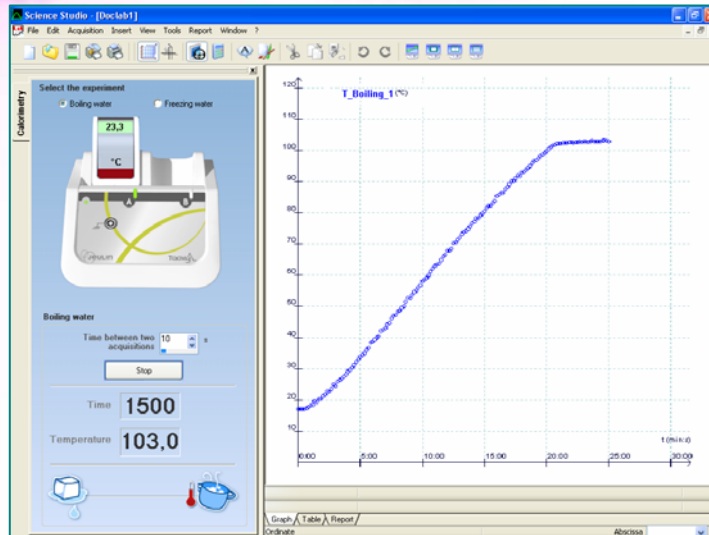 Science Studio - [Doclab1]
File Edit Acquisition Insert View Tools Report Window ?
Calorimetry
Select the experiment
Boiling water Freezing water
23,3
°C
A B
Boiling water
Time between two acquisitions 10 s
Stop
Time 1500
Temperature 103,0
T_Boiling_1 (°C)
120
110
100
90
80
70
60
50
40
30
20
10
0:00 5:00 10:00 15:00 20:00 25:00 30:00
Graph Table Report
Ordinate Abscissa